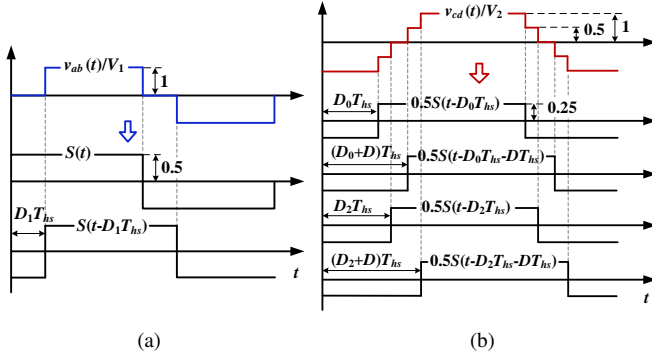 v_ab(t)/V_1
1
S(t)
0.5
D_1T_hs
S(t-D_1T_hs)
t
(a)
v_cd(t)/V_2
1
0.5
D_0T_hs
0.5S(t-D_0T_hs)
0.25
(D_0+D)T_hs
0.5S(t-D_0T_hs-DT_hs)
D_2T_hs
0.5S(t-D_2T_hs)
(D_2+D)T_hs
0.5S(t-D_2T_hs-DT_hs)
t
(b)